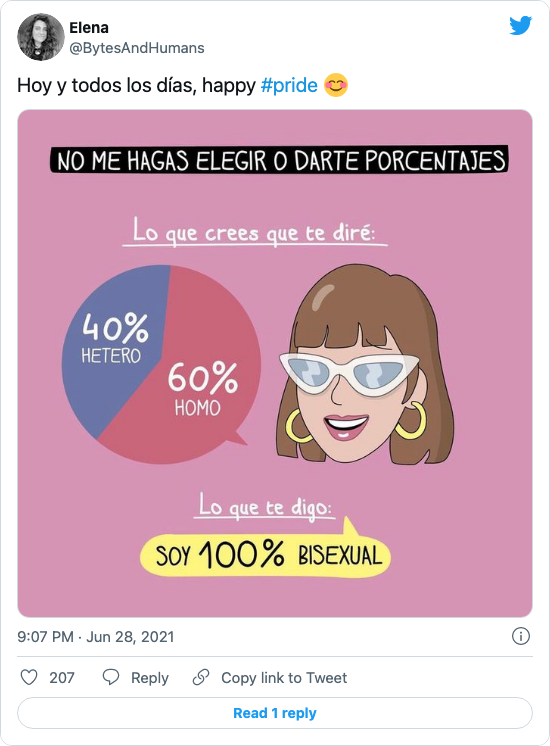 Elena
@BytesAndHumans
Hoy y todos los días, happy #pride 😊
NO ME HAGAS ELEGIR O DARTE PORCENTAJES
Lo que crees que te diré:
40%
HETERO
60%
HOMO
Lo que te digo:
SOY 100% BISEXUAL
9:07 PM · Jun 28, 2021
207 Reply Copy link to Tweet
Read 1 reply